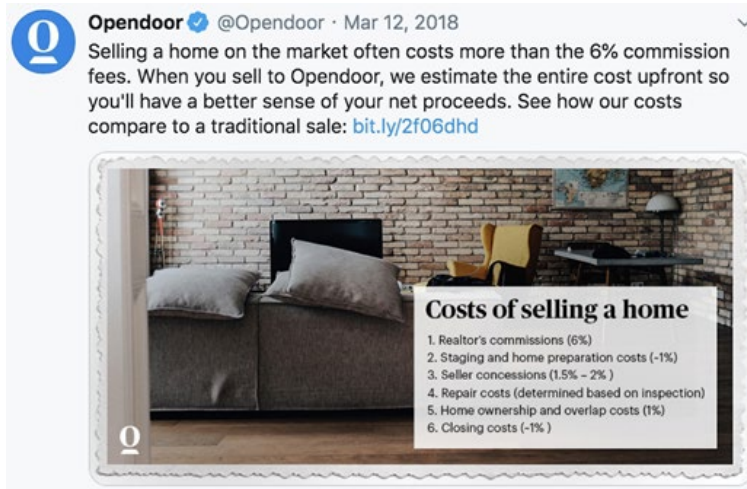 Opendoor @Opendoor · Mar 12, 2018
Selling a home on the market often costs more than the 6% commission
fees. When you sell to Opendoor, we estimate the entire cost upfront so
you'll have a better sense of your net proceeds. See how our costs
compare to a traditional sale: bit.ly/2f06dhd
Costs of selling a home
1. Realtor's commissions (6%)
2. Staging and home preparation costs (~1%)
3. Seller concessions (1.5% – 2% )
4. Repair costs (determined based on inspection)
5. Home ownership and overlap costs (1%)
6. Closing costs (~1% )